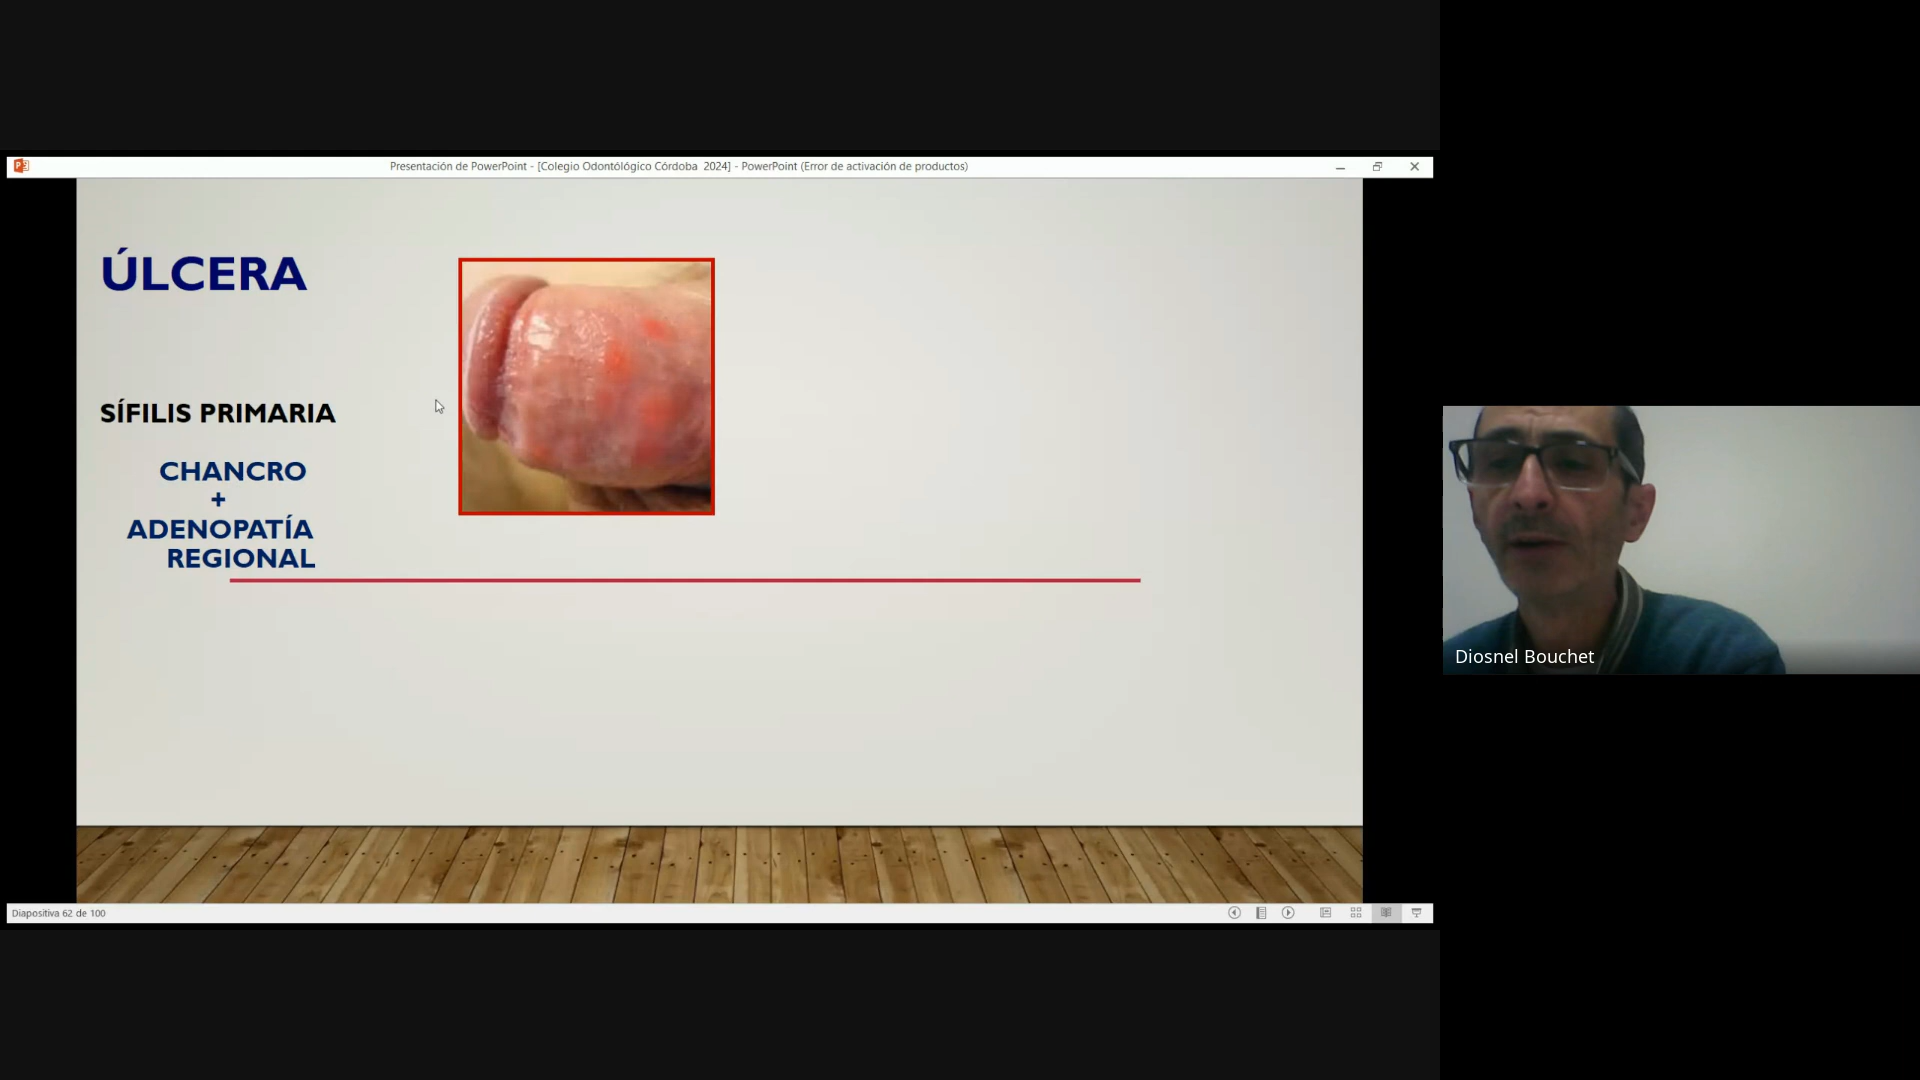 Presentación de PowerPoint - [Colegio Odontológico Córdoba 2024] - PowerPoint (Error de activación de productos)
ÚLCERA
SÍFILIS PRIMARIA
CHANCRO
+
ADENOPATÍA
REGIONAL
Diosnel Bouchet
Diapositiva 62 de 100